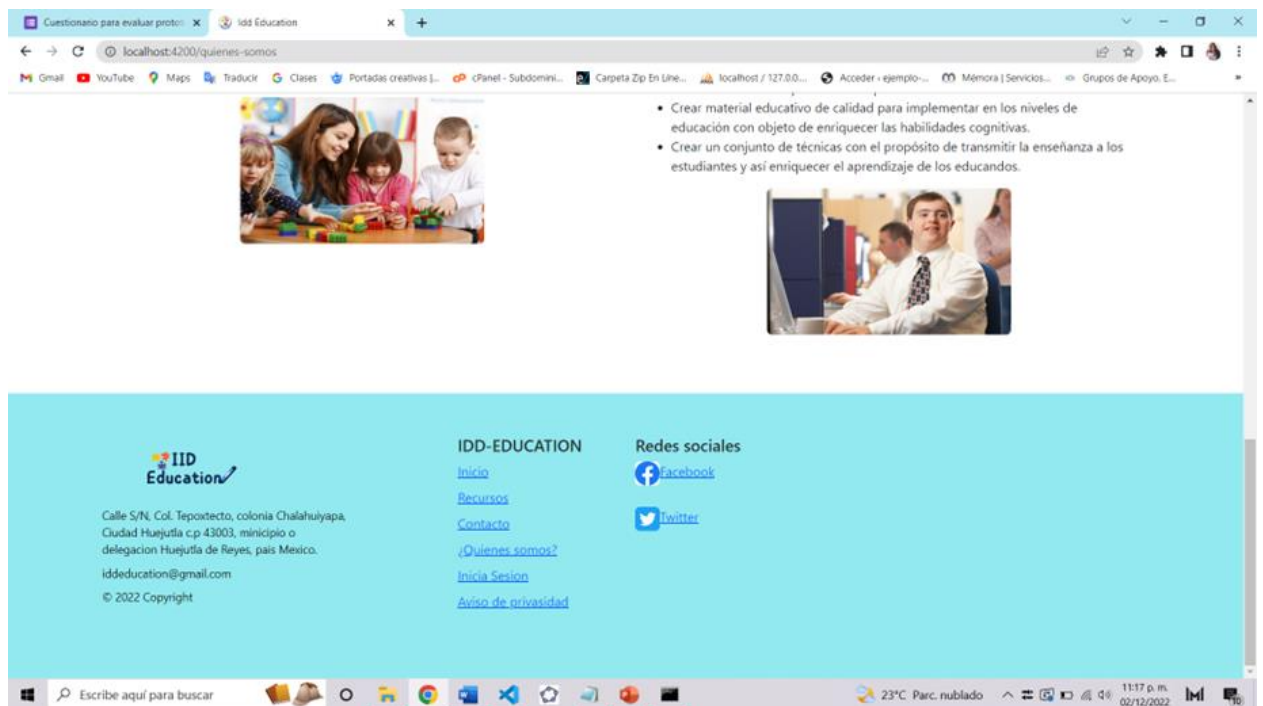 Cuestionario para evaluar protot
Idd Education
localhost:4200/quienes-somos
Gmail
YouTube
Maps
Traducir
Clases
Portadas creativas |...
cPanel - Subdomini...
Carpeta Zip En Line...
localhost / 127.0.0...
Acceder ‹ ejemplo-...
Mémora | Servicios...
Grupos de Apoyo. E...
• Crear material educativo de calidad para implementar en los niveles de
educación con objeto de enriquecer las habilidades cognitivas.
• Crear un conjunto de técnicas con el propósito de transmitir la enseñanza a los
estudiantes y así enriquecer el aprendizaje de los educandos.
IID
Education
Calle S/N, Col. Tepoxtecto, colonia Chalahuiyapa,
Ciudad Huejutla c.p 43003, minicipio o
delegacion Huejutla de Reyes, pais Mexico.
iddeducation@gmail.com
© 2022 Copyright
IDD-EDUCATION
Inicio
Recursos
Contacto
¿Quienes somos?
Inicia Sesion
Aviso de privasidad
Redes sociales
Facebook
Twitter
Escribe aquí para buscar
23°C Parc. nublado
11:17 p. m.
02/12/2022